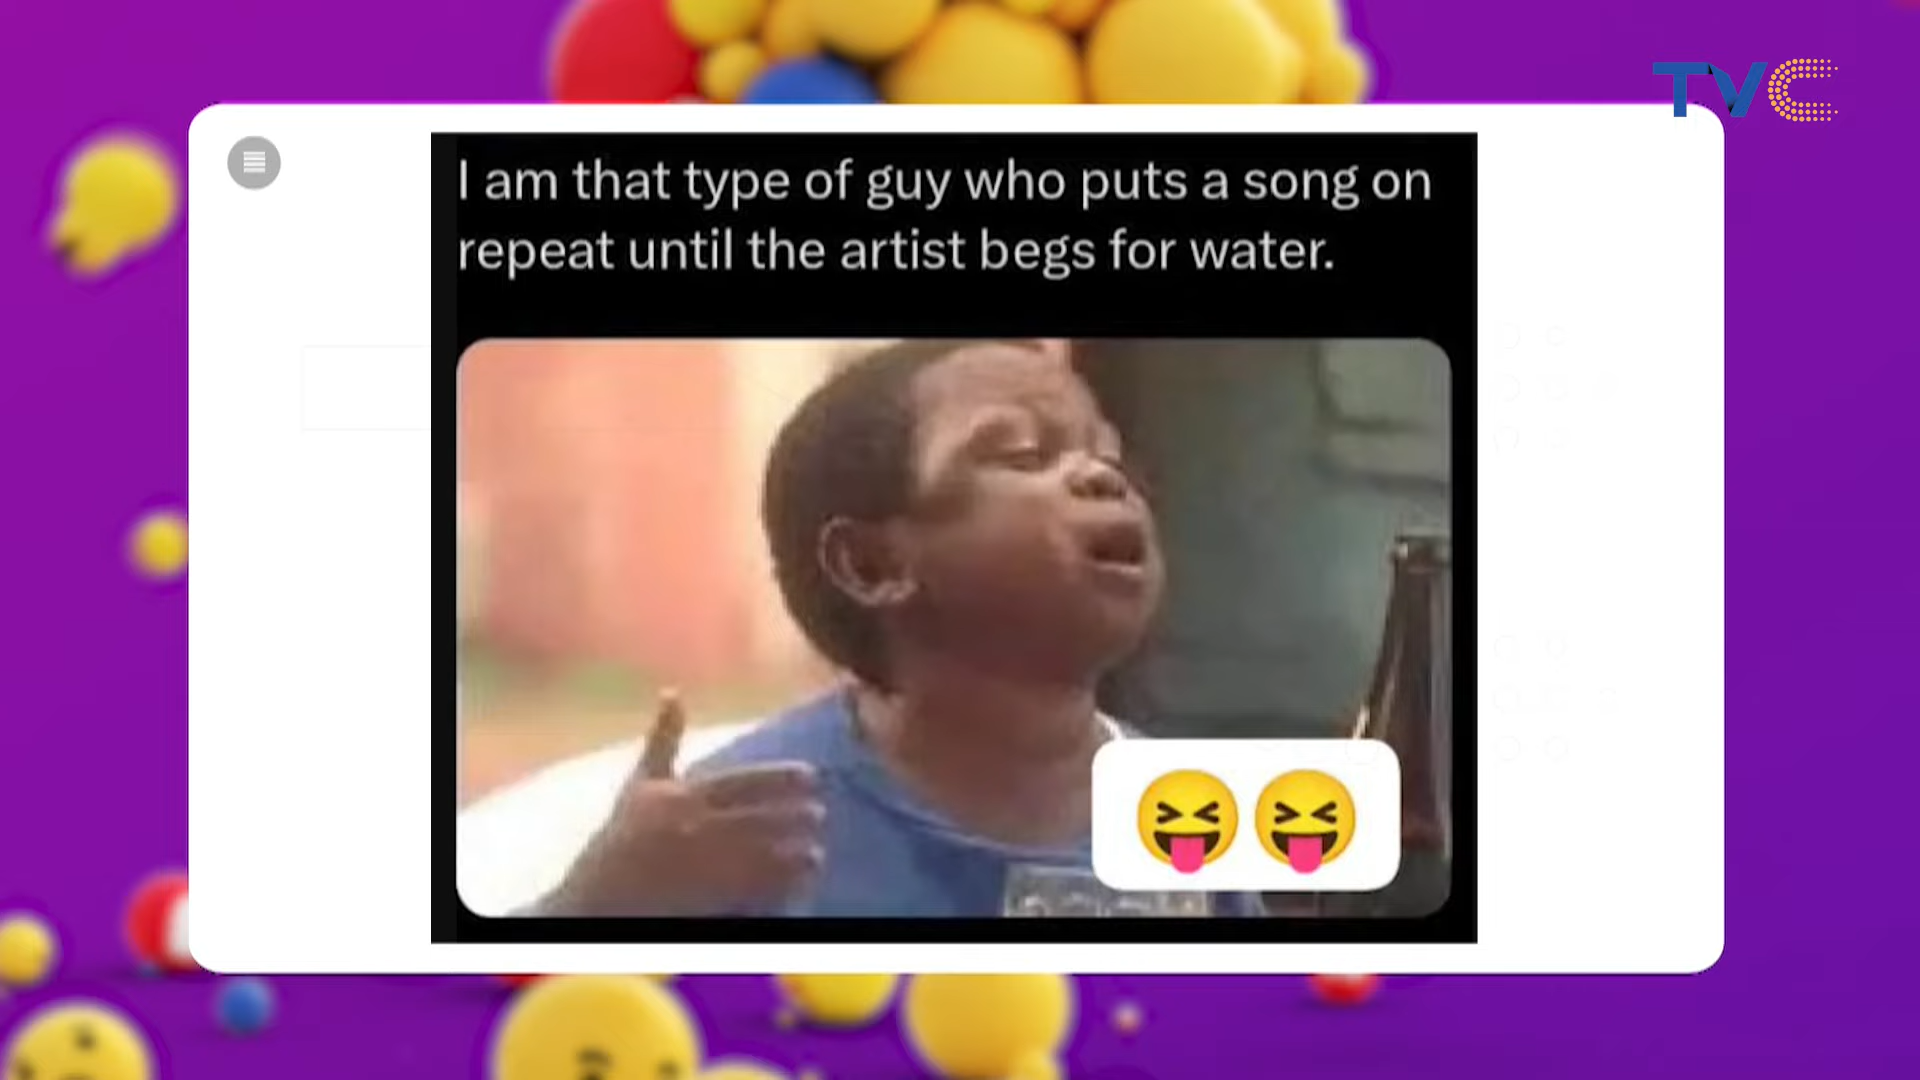 TVC
I am that type of guy who puts a song on
repeat until the artist begs for water.
😝😝